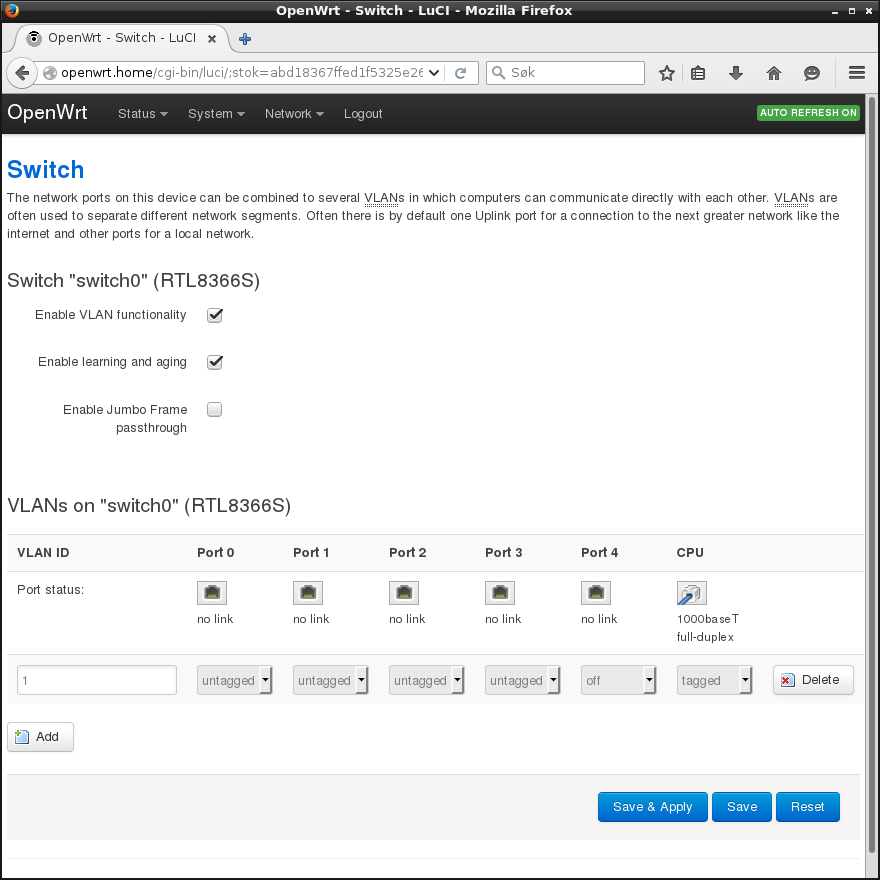 OpenWrt - Switch - LuCI - Mozilla Firefox
OpenWrt - Switch - LuCI
openwrt.home/cgi-bin/luci/;stok=abd18367ffed1f5325e26
Søk
OpenWrt Status System Network Logout AUTO REFRESH ON
Switch
The network ports on this device can be combined to several VLANs in which computers can communicate directly with each other. VLANs are
often used to separate different network segments. Often there is by default one Uplink port for a connection to the next greater network like the
internet and other ports for a local network.
Switch "switch0" (RTL8366S)
Enable VLAN functionality
Enable learning and aging
Enable Jumbo Frame
passthrough
VLANs on "switch0" (RTL8366S)
VLAN ID Port 0 Port 1 Port 2 Port 3 Port 4 CPU
Port status:
no link no link no link no link no link 1000baseT
full-duplex
1 untagged untagged untagged untagged off tagged Delete
Add
Save & Apply Save Reset